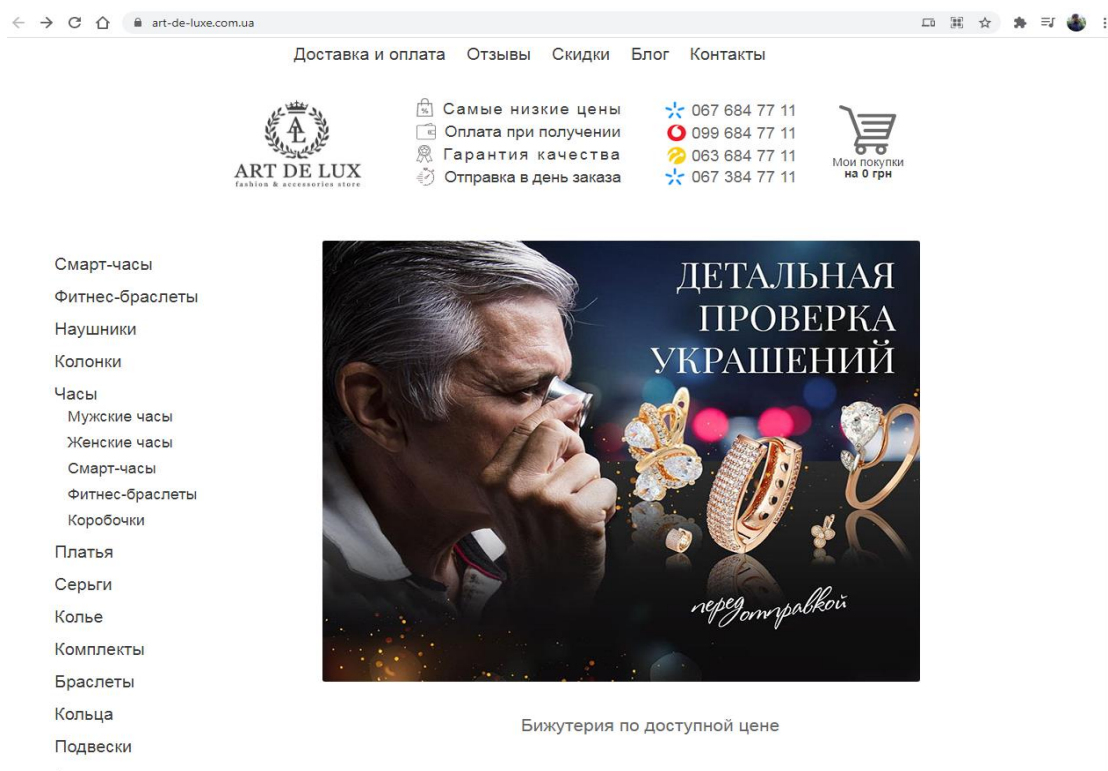 art-de-luxe.com.ua
Доставка и оплата Отзывы Скидки Блог Контакты
AL
ART DE LUX
fashion & accessories store
Самые низкие цены
Оплата при получении
Гарантия качества
Отправка в день заказа
067 684 77 11
099 684 77 11
063 684 77 11
067 384 77 11
Мои покупки
на 0 грн
Смарт-часы
Фитнес-браслеты
Наушники
Колонки
Часы
Мужские часы
Женские часы
Смарт-часы
Фитнес-браслеты
Коробочки
Платья
Серьги
Колье
Комплекты
Браслеты
Кольца
Подвески
ДЕТАЛЬНАЯ
ПРОВЕРКА
УКРАШЕНИЙ
перед отправкой
Бижутерия по доступной цене